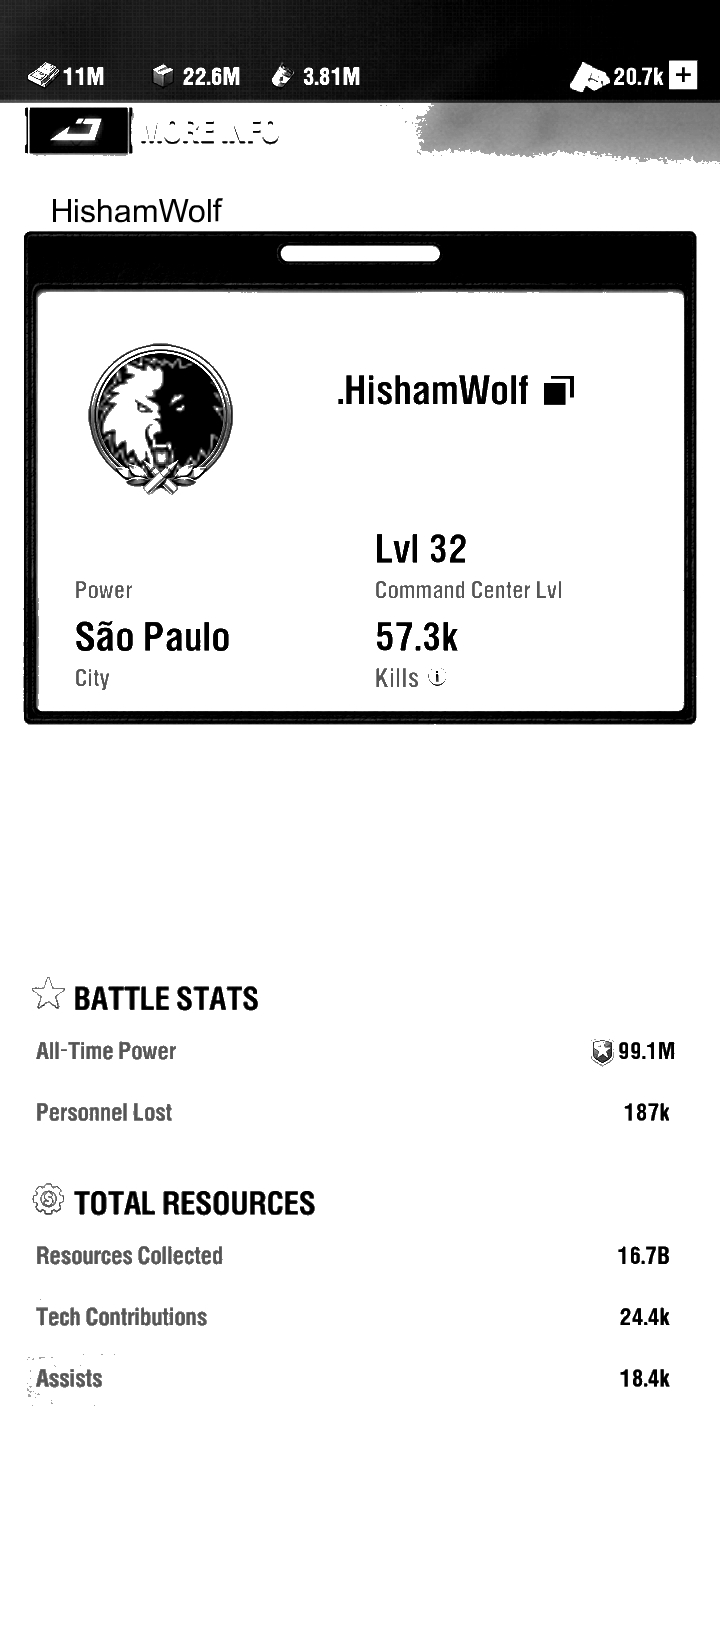 11M 22.6M 3.81M 20.7k +
MORE INFO
HishamWolf
.HishamWolf
Lvl 32
Power Command Center Lvl
São Paulo 57.3k
City Kills i
BATTLE STATS
All-Time Power 99.1M
Personnel Lost 187k
TOTAL RESOURCES
Resources Collected 16.7B
Tech Contributions 24.4k
Assists 18.4k